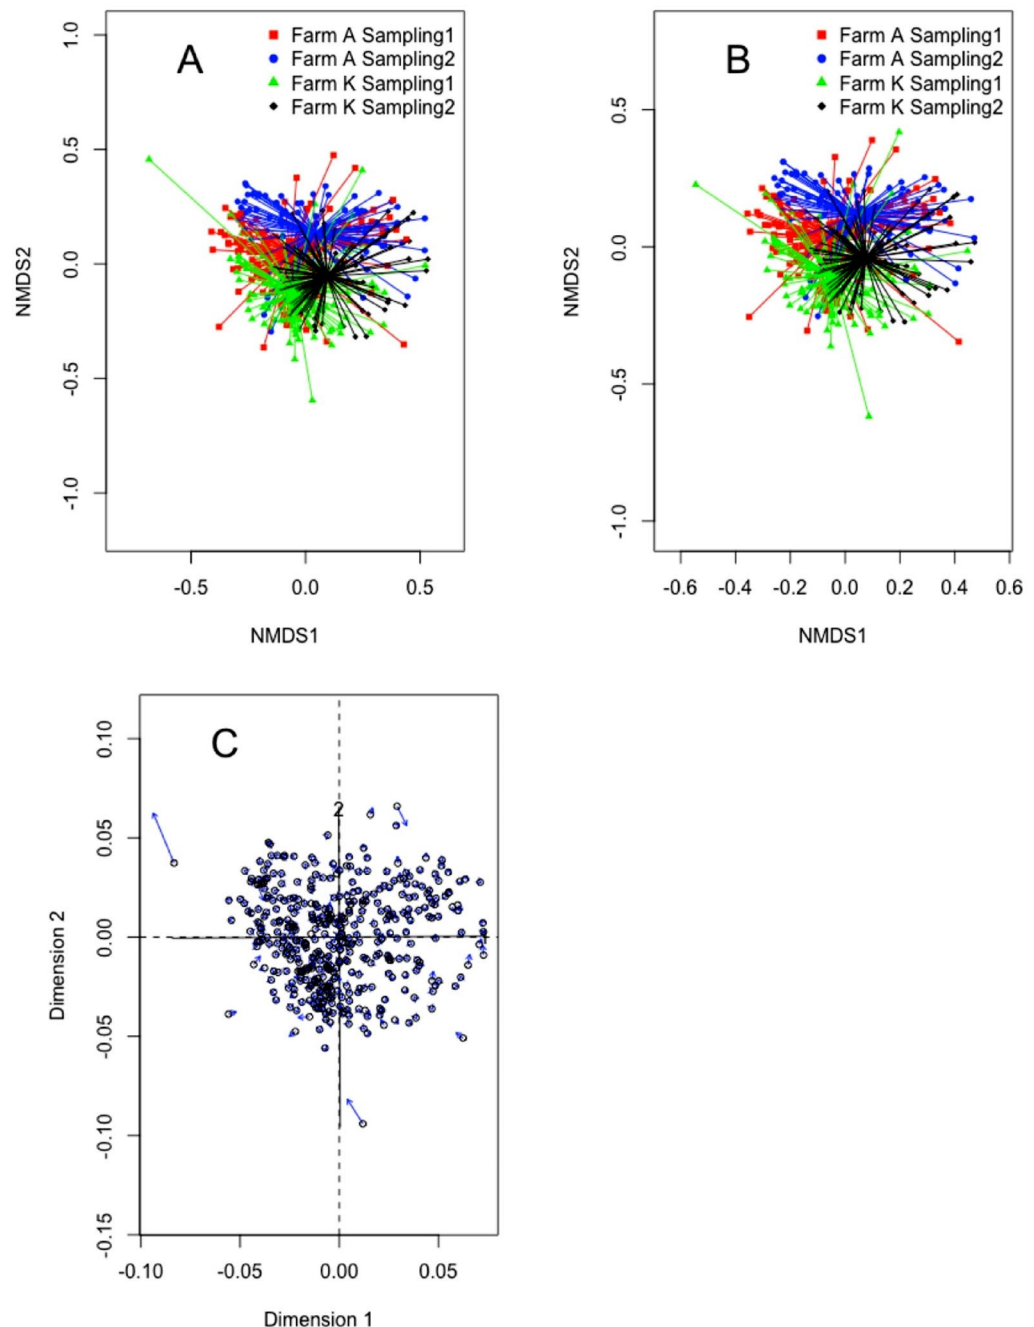 A
Farm A Sampling1
Farm A Sampling2
Farm K Sampling1
Farm K Sampling2
1.0
0.5
0.0
-0.5
-1.0
NMDS2
-0.5 0.0 0.5
NMDS1
B
Farm A Sampling1
Farm A Sampling2
Farm K Sampling1
Farm K Sampling2
0.5
0.0
-0.5
-1.0
NMDS2
-0.6 -0.4 -0.2 0.0 0.2 0.4 0.6
NMDS1
C
2
0.10
0.05
0.00
-0.05
-0.10
-0.15
Dimension 2
-0.10 -0.05 0.00 0.05
Dimension 1